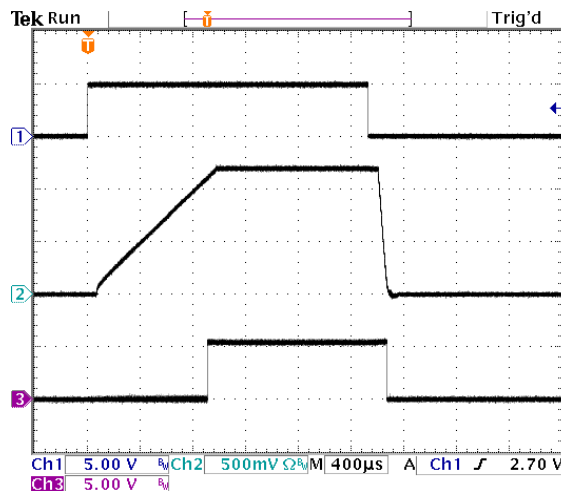 Tek Run Trig'd
T
T
1
2
3
Ch1 5.00 V BW Ch2 500mV ΩBW M 400µs A Ch1 ʃ 2.70 V
Ch3 5.00 V BW